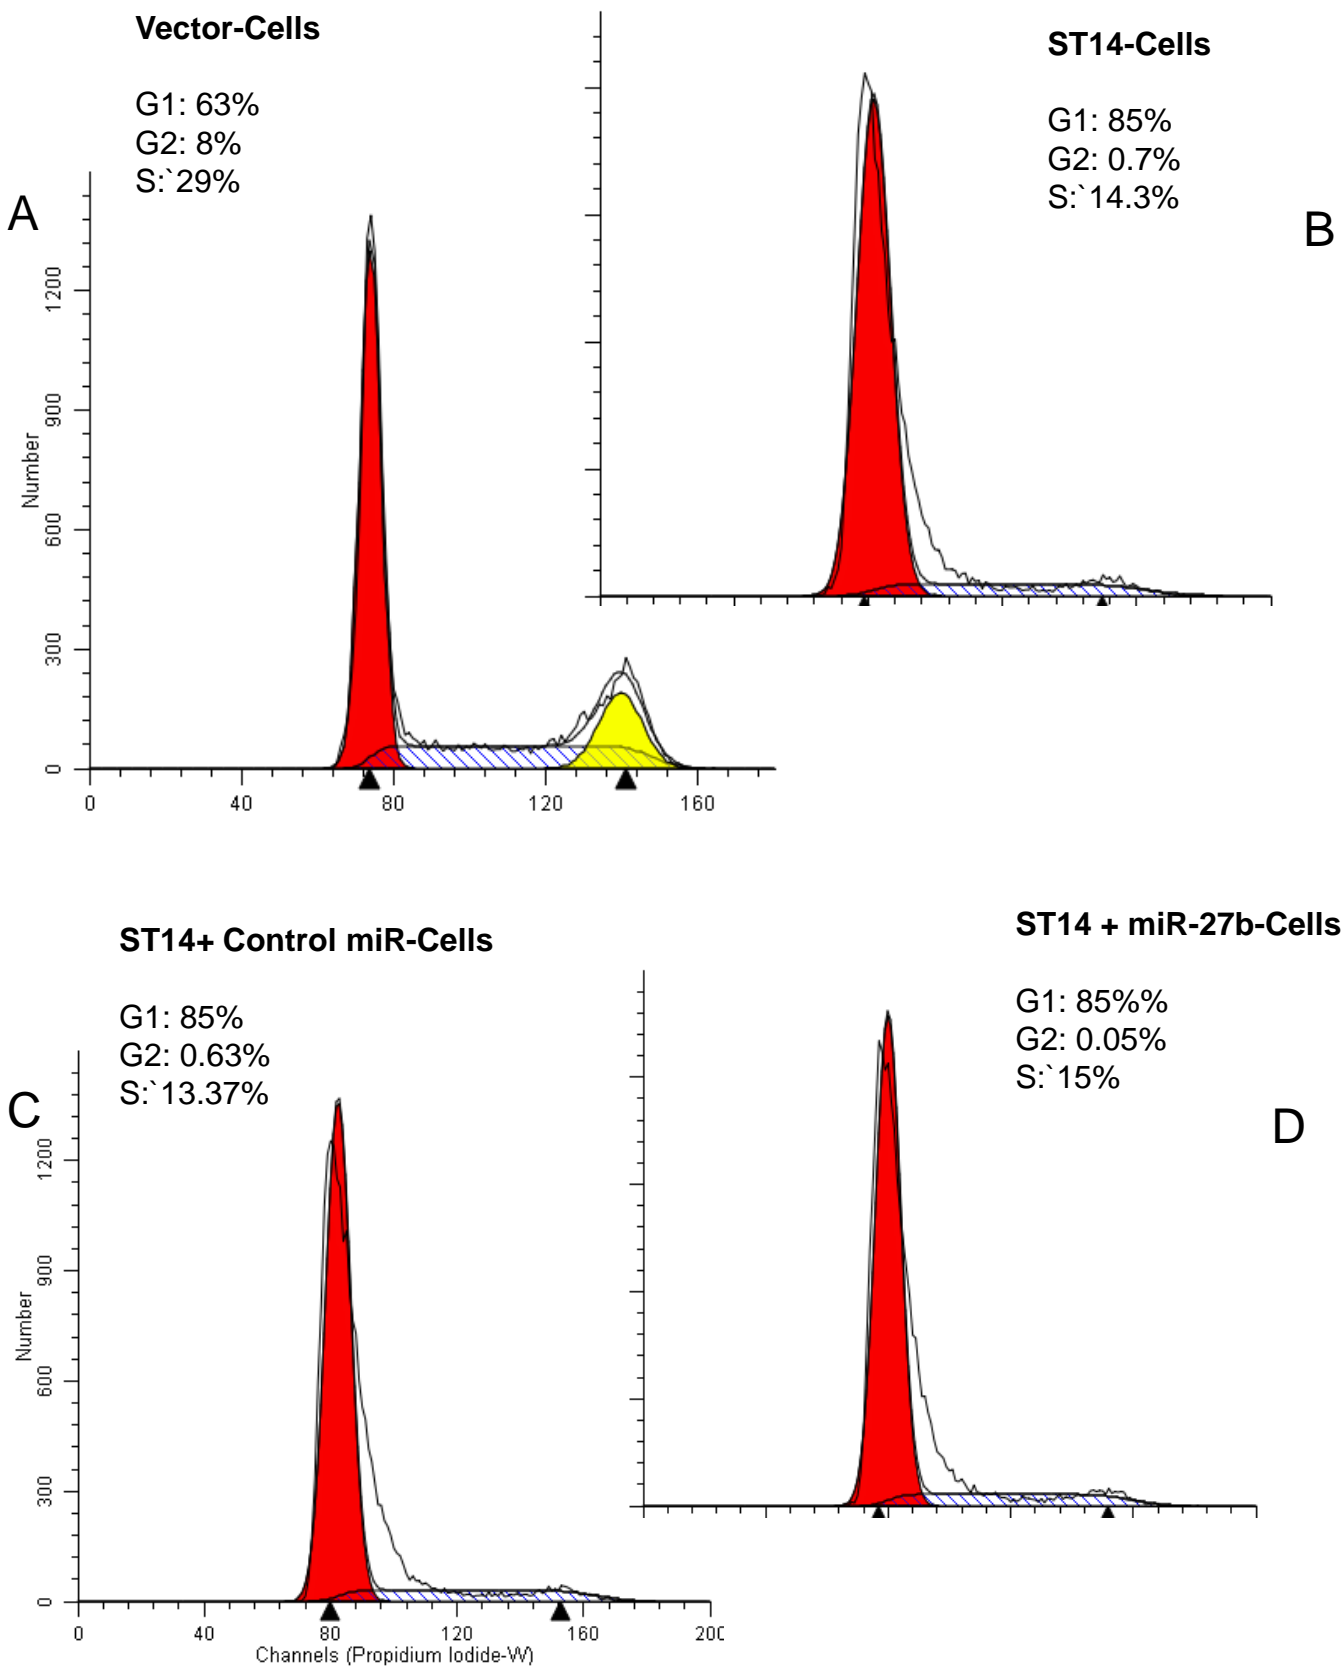 Vector-Cells
G1: 63%
G2: 8%
S:`29%
A
Number
1200
900
600
300
0
0 40 80 120 160
ST14-Cells
G1: 85%
G2: 0.7%
S:`14.3%
B
ST14+ Control miR-Cells
G1: 85%
G2: 0.63%
S:`13.37%
C
Number
1200
900
600
300
0
0 40 80 120 160 200
Channels (Propidium Iodide-W)
ST14 + miR-27b-Cells
G1: 85%%
G2: 0.05%
S:`15%
D